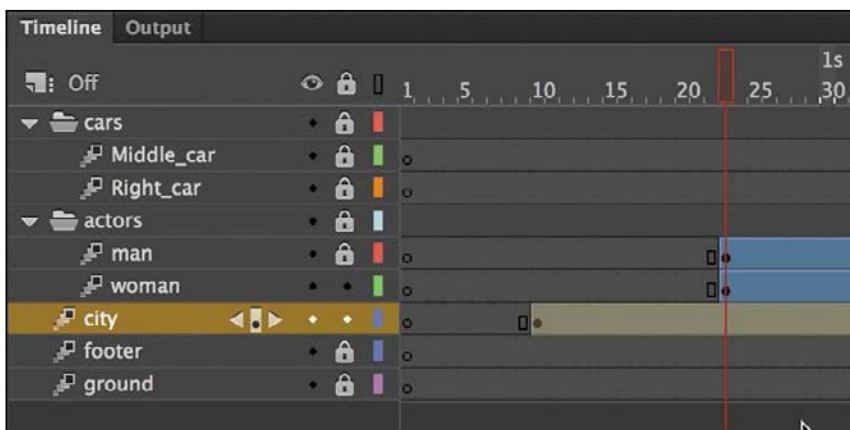 Timeline Output
1s
Off 1 5 10 15 20 25 30
cars
Middle_car
Right_car
actors
man
woman
city
footer
ground